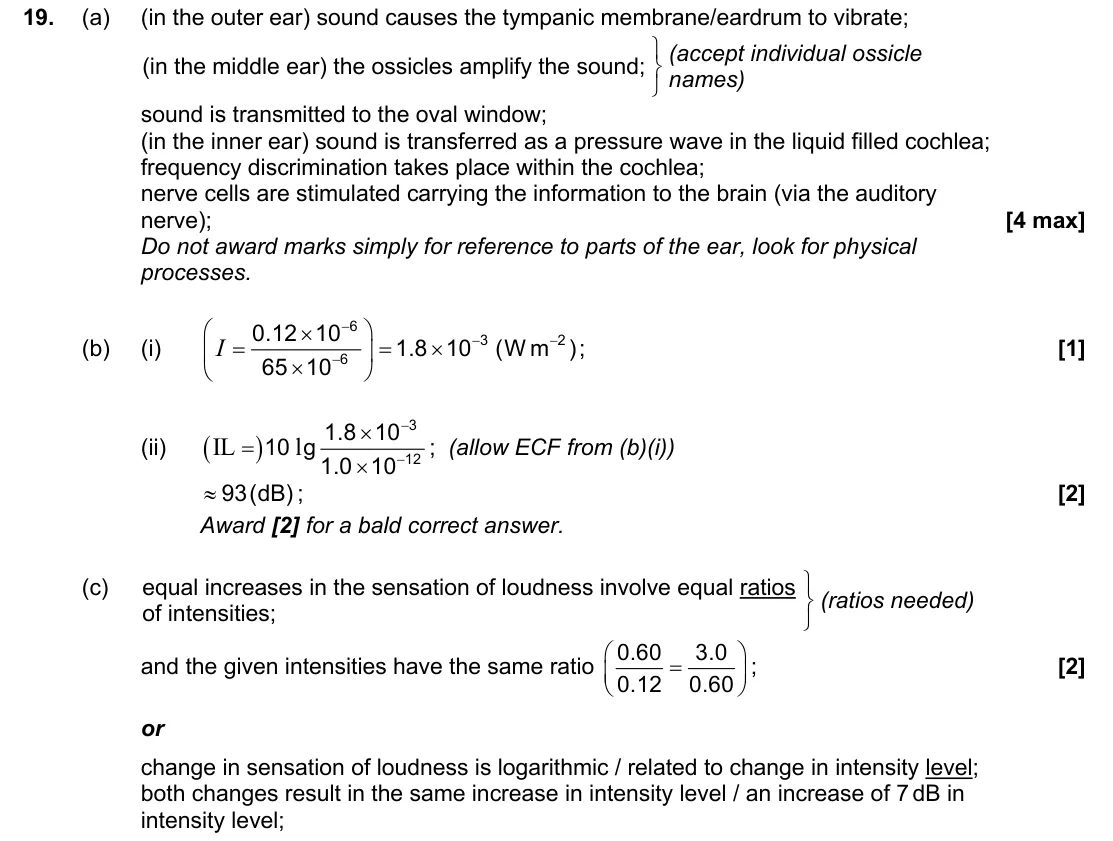 19. (a) (in the outer ear) sound causes the tympanic membrane/eardrum to vibrate;
(in the middle ear) the ossicles amplify the sound; } (accept individual ossicle names)
sound is transmitted to the oval window;
(in the inner ear) sound is transferred as a pressure wave in the liquid filled cochlea;
frequency discrimination takes place within the cochlea;
nerve cells are stimulated carrying the information to the brain (via the auditory
nerve); [4 max]
Do not award marks simply for reference to parts of the ear, look for physical
processes.
(b) (i) (I = 0.12×10⁻⁶ / 65×10⁻⁶) = 1.8×10⁻³ (W m⁻²); [1]
(ii) (IL =)10 lg 1.8×10⁻³ / 1.0×10⁻¹² ; (allow ECF from (b)(i))
≈ 93(dB); [2]
Award [2] for a bald correct answer.
(c) equal increases in the sensation of loudness involve equal ratios
of intensities; } (ratios needed)
and the given intensities have the same ratio (0.60 / 0.12 = 3.0 / 0.60); [2]
or
change in sensation of loudness is logarithmic / related to change in intensity level;
both changes result in the same increase in intensity level / an increase of 7 dB in
intensity level;